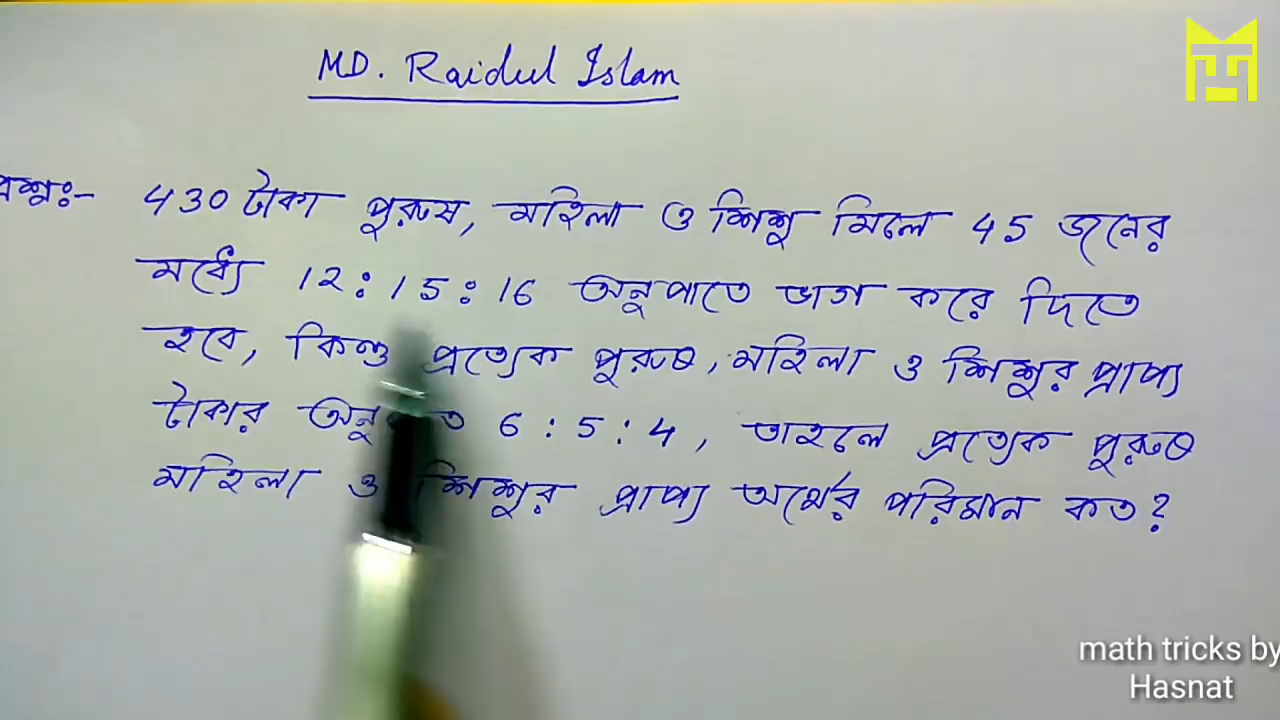 MD. Raidul Islam
প্রশ্নঃ- 430 টাকা পুরুষ, মহিলা ও শিশু মিলে 45 জনের
মধ্যে 12:15:16 অনুপাতে ভাগ করে দিতে
হবে, কিন্তু প্রত্যেক পুরুষ, মহিলা ও শিশুর প্রাপ্য
টাকার 6:5:4, তাহলে প্রত্যেক পুরুষ
মহিলা ও শিশুর প্রাপ্য অর্থের পরিমান কত?
math tricks by
Hasnat